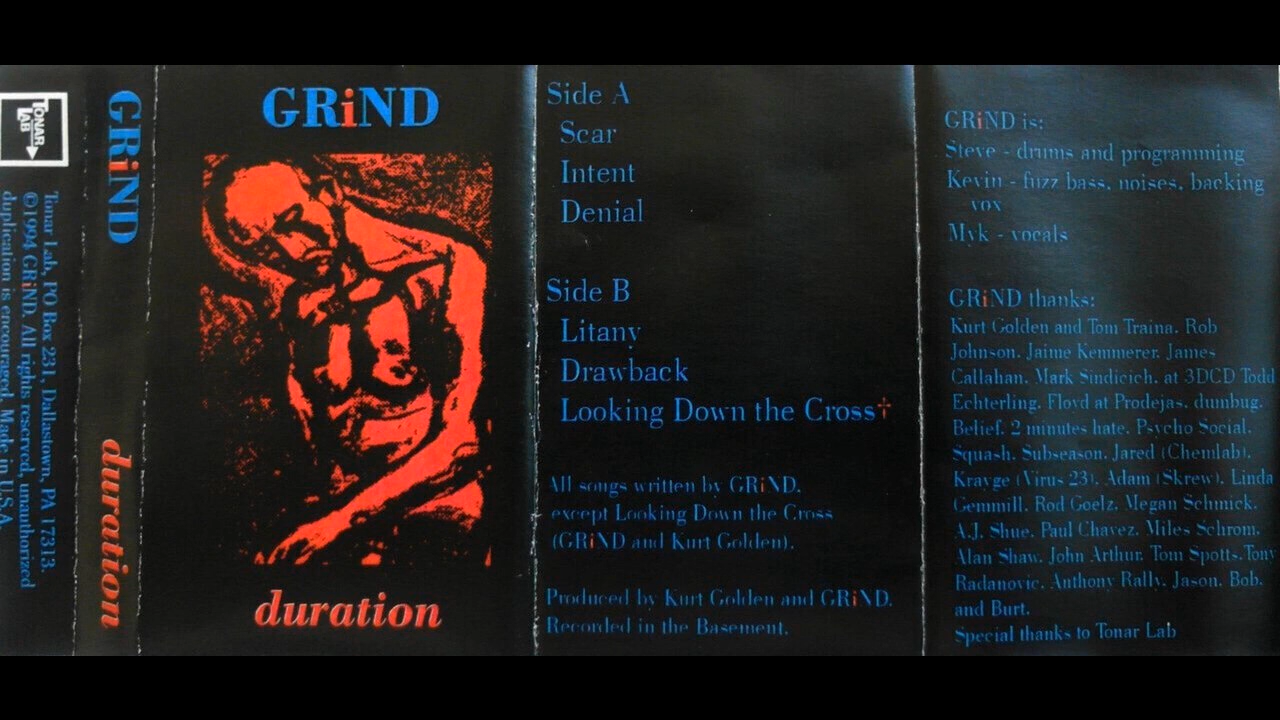 TONAR
LAB
Tonar Lab, PO Box 231, Dallastown, PA 17313.
©1994 GRiND. All rights reserved, unauthorized
duplication is encouraged. Made in U.S.A.
GRiND
duration
GRiND
duration
Side A
Scar
Intent
Denial
Side B
Litany
Drawback
Looking Down the Cross†
All songs written by GRiND,
except Looking Down the Cross
(GRiND and Kurt Golden).
Produced by Kurt Golden and GRiND.
Recorded in the Basement.
GRiND is:
Steve - drums and programming
Kevin - fuzz bass, noises, backing
vox
Myk - vocals
GRiND thanks:
Kurt Golden and Tom Traina, Rob
Johnson, Jaime Kemmerer, James
Callahan, Mark Sindicich, at 3DCD Todd
Echterling, Floyd at Prodejas, dumbug,
Belief, 2 minutes hate, Psycho Social,
Squash, Subseason, Jared (Chemlab),
Krayge (Virus 23), Adam (Skrew), Linda
Gemmill, Rod Goelz, Megan Schmick,
A.J. Shue, Paul Chavez, Miles Schrom,
Alan Shaw, John Arthur, Tom Spotts, Tony
Radanovic, Anthony Rally, Jason, Bob,
and Burt.
Special thanks to Tonar Lab